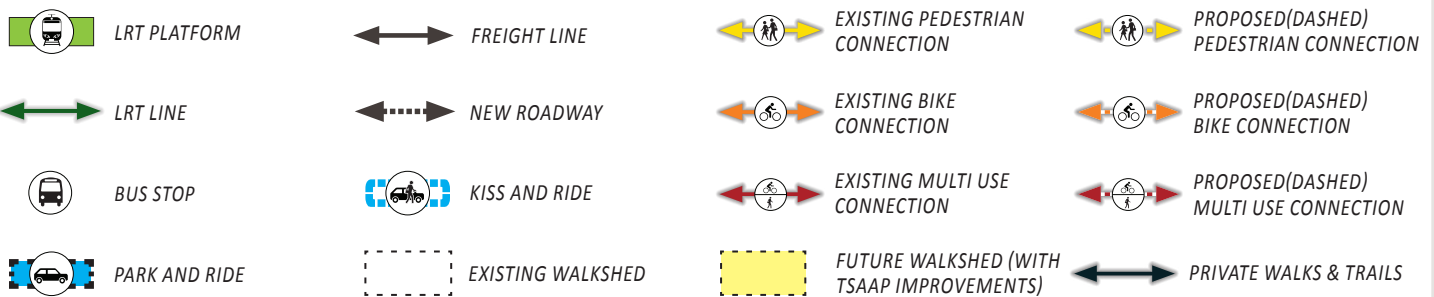 LRT PLATFORM
FREIGHT LINE
EXISTING PEDESTRIAN
CONNECTION
PROPOSED(DASHED)
PEDESTRIAN CONNECTION
LRT LINE
NEW ROADWAY
EXISTING BIKE
CONNECTION
PROPOSED(DASHED)
BIKE CONNECTION
BUS STOP
KISS AND RIDE
EXISTING MULTI USE
CONNECTION
PROPOSED(DASHED)
MULTI USE CONNECTION
PARK AND RIDE
EXISTING WALKSHED
FUTURE WALKSHED (WITH
TSAAP IMPROVEMENTS)
PRIVATE WALKS & TRAILS